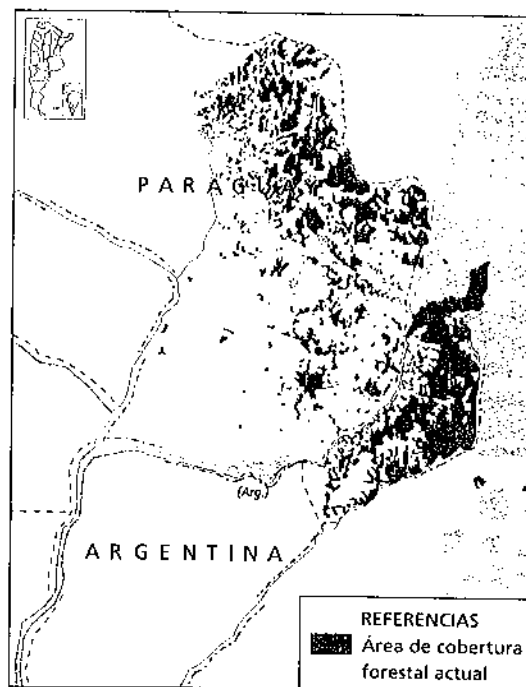 PARAGUAY
(Arg.)
ARGENTINA
REFERENCIAS
Área de cobertura
forestal actual